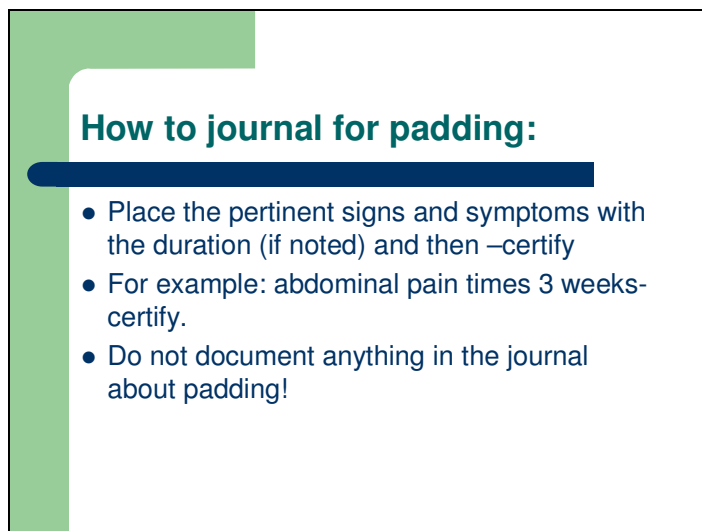 How to journal for padding:
● Place the pertinent signs and symptoms with
the duration (if noted) and then –certify
● For example: abdominal pain times 3 weeks-
certify.
● Do not document anything in the journal
about padding!